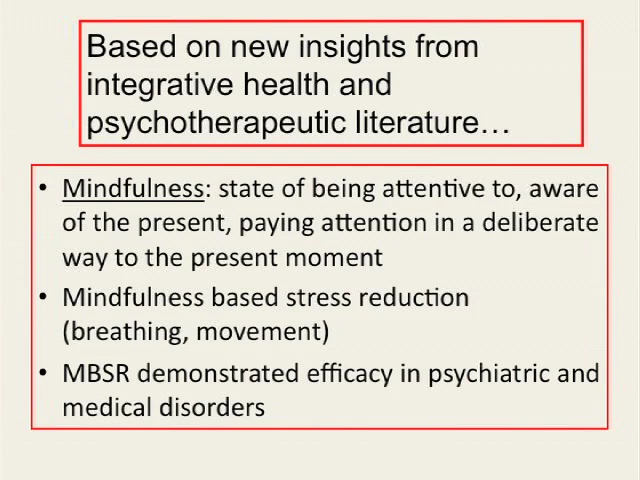 Based on new insights from
integrative health and
psychotherapeutic literature…
• Mindfulness: state of being attentive to, aware
of the present, paying attention in a deliberate
way to the present moment
• Mindfulness based stress reduction
(breathing, movement)
• MBSR demonstrated efficacy in psychiatric and
medical disorders